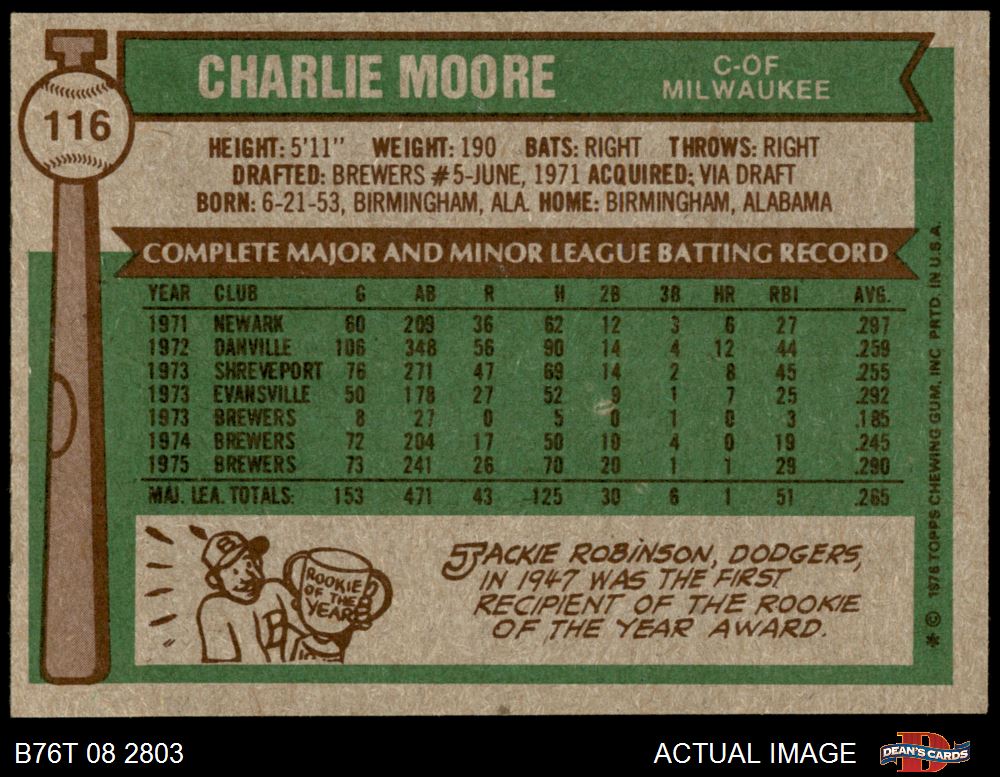 116
CHARLIE MOORE
C-OF
MILWAUKEE
HEIGHT: 5'11" WEIGHT: 190 BATS: RIGHT THROWS: RIGHT
DRAFTED: BREWERS #5-JUNE, 1971 ACQUIRED: VIA DRAFT
BORN: 6-21-53, BIRMINGHAM, ALA. HOME: BIRMINGHAM, ALABAMA
COMPLETE MAJOR AND MINOR LEAGUE BATTING RECORD
YEAR CLUB G AB R H 2B 3B HR RBI AVG.
1971 NEWARK 60 209 36 62 12 3 6 27 .297
1972 DANVILLE 106 348 56 90 14 4 12 44 .259
1973 SHREVEPORT 76 271 47 69 14 2 8 45 .255
1973 EVANSVILLE 50 178 27 52 9 1 7 25 .292
1973 BREWERS 8 27 0 5 0 1 0 3 .185
1974 BREWERS 72 204 17 50 10 4 0 19 .245
1975 BREWERS 73 241 26 70 20 1 1 29 .290
MAJ. LEA. TOTALS: 153 471 43 125 30 6 1 51 .265
B
ROOKIE
OF THE
YEAR
B
JACKIE ROBINSON, DODGERS,
IN 1947 WAS THE FIRST
RECIPIENT OF THE ROOKIE
OF THE YEAR AWARD.
* © 1976 TOPPS CHEWING GUM, INC. PRTD. IN U.S.A.
B76T 08 2803
ACTUAL IMAGE
D
DEAN'S CARDS